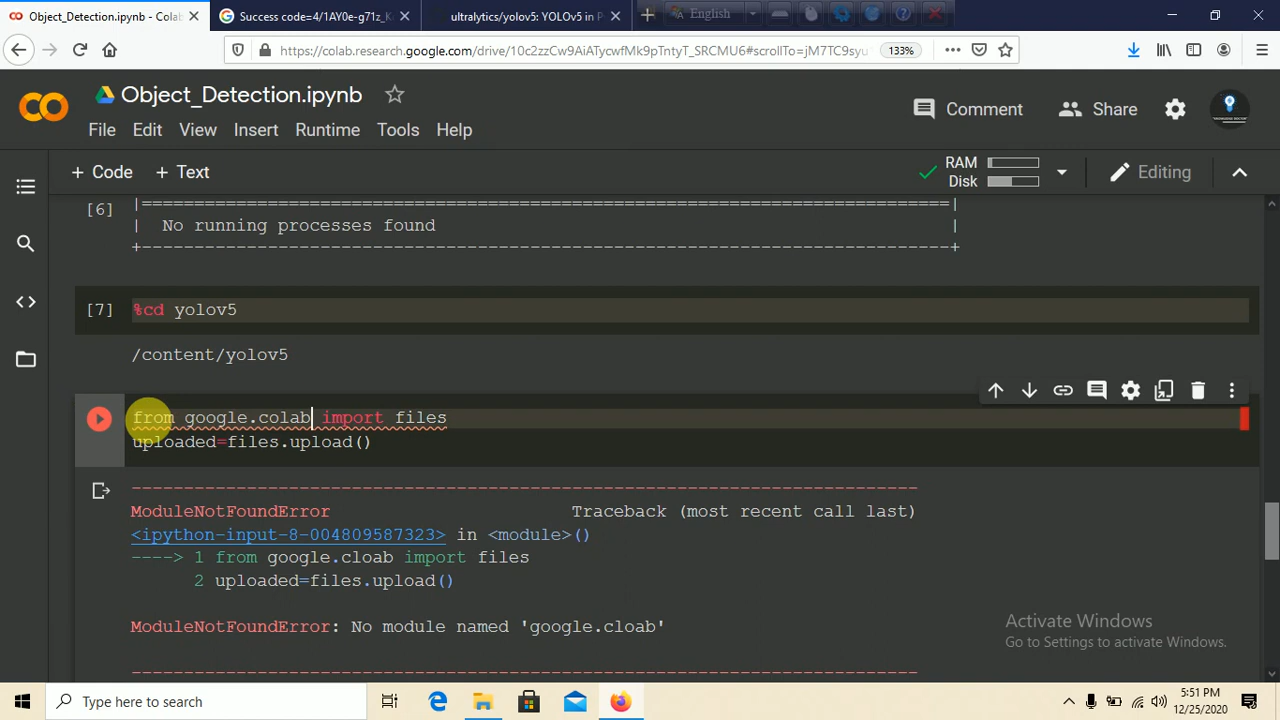 Object_Detection.ipynb - Colab
Success code=4/1AY0e-g71z_K
ultralytics/yolov5: YOLOv5 in P
English
https://colab.research.google.com/drive/10c2zzCw9AiATycwfMk9pTntyT_SRCMU6#scrollTo=jM7TC9syu
133%
Object_Detection.ipynb
Comment
Share
File Edit View Insert Runtime Tools Help
+ Code + Text
RAM
Disk
Editing
[6]
|=============================================================================|
| No running processes found |
+-----------------------------------------------------------------------------+
[7] %cd yolov5
/content/yolov5
from google.colab import files
uploaded=files.upload()
---------------------------------------------------------------------------
ModuleNotFoundError Traceback (most recent call last)
<ipython-input-8-004809587323> in <module>()
----> 1 from google.cloab import files
2 uploaded=files.upload()
ModuleNotFoundError: No module named 'google.cloab'
---------------------------------------------------------------------------
Activate Windows
Go to Settings to activate Windows.
Type here to search
5:51 PM
12/25/2020